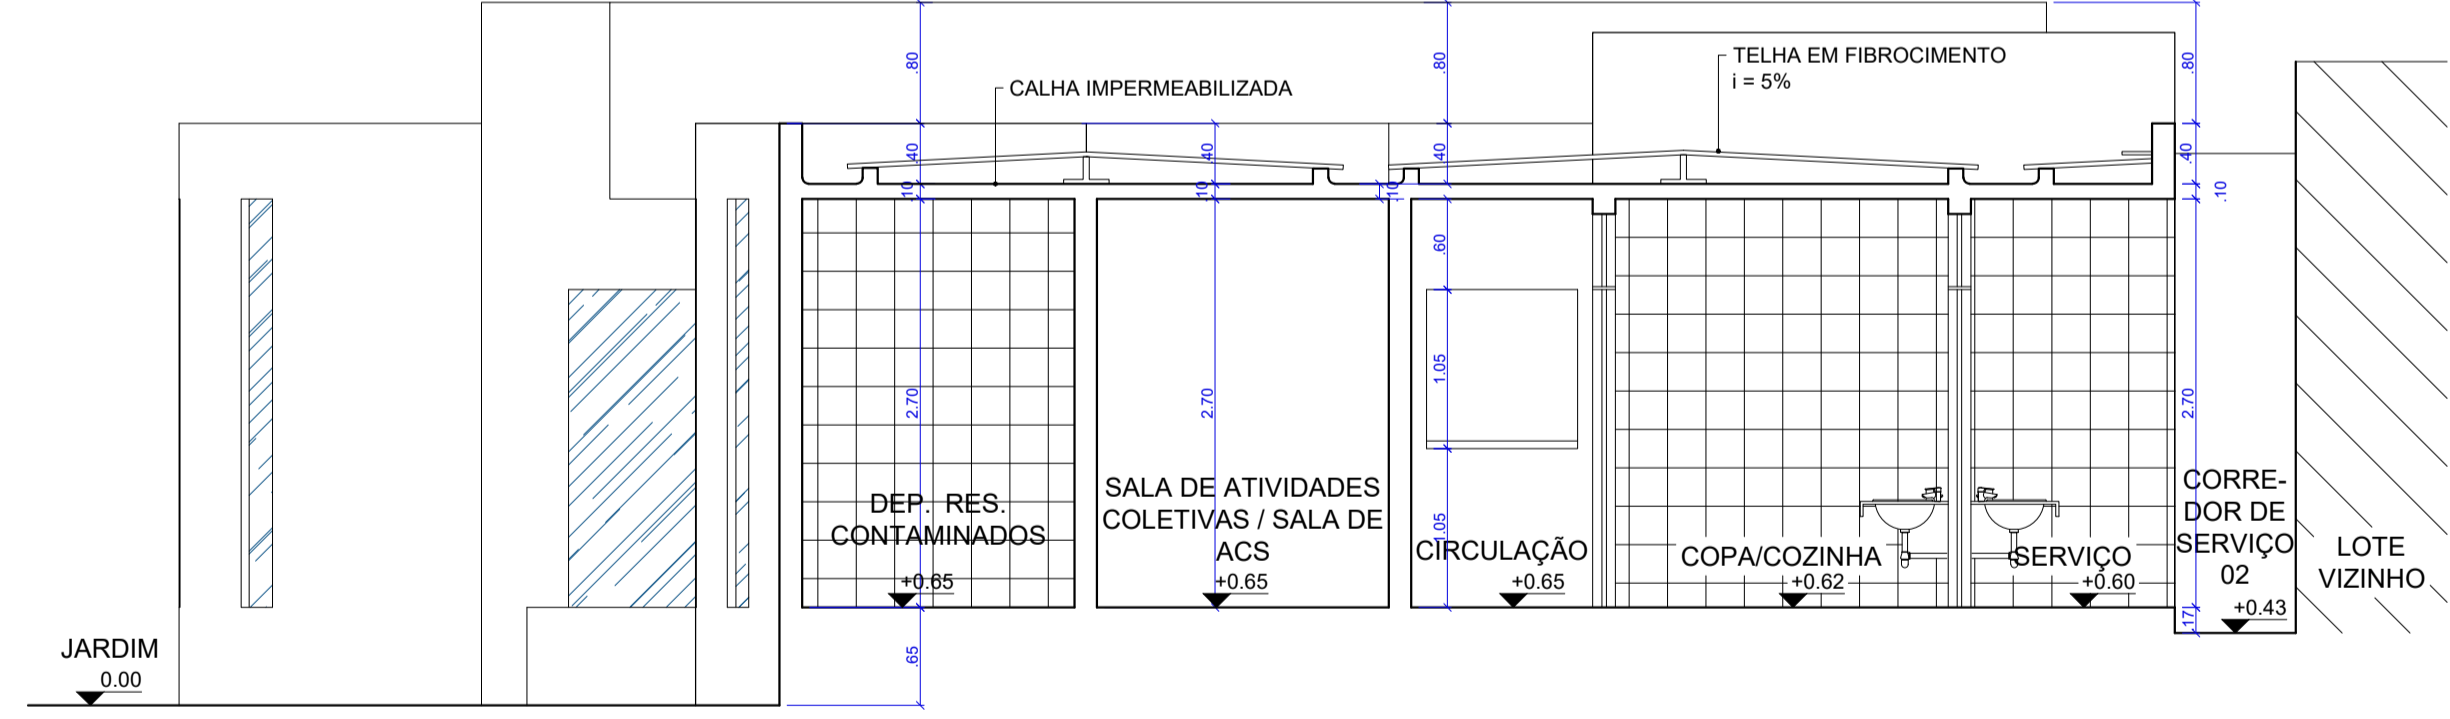 .80
.80
.80
TELHA EM FIBROCIMENTO
i = 5%
CALHA IMPERMEABILIZADA
.40
.40
.40
.40
.10
.10
.10
.10
.60
1.05
2.70
2.70
2.70
1.05
DEP. RES.
CONTAMINADOS
+0.65
SALA DE ATIVIDADES
COLETIVAS / SALA DE
ACS
+0.65
CIRCULAÇÃO
+0.65
COPA/COZINHA
+0.62
SERVIÇO
+0.60
CORRE-
DOR DE
SERVIÇO
02
+0.43
LOTE
VIZINHO
.17
JARDIM
0.00
.65